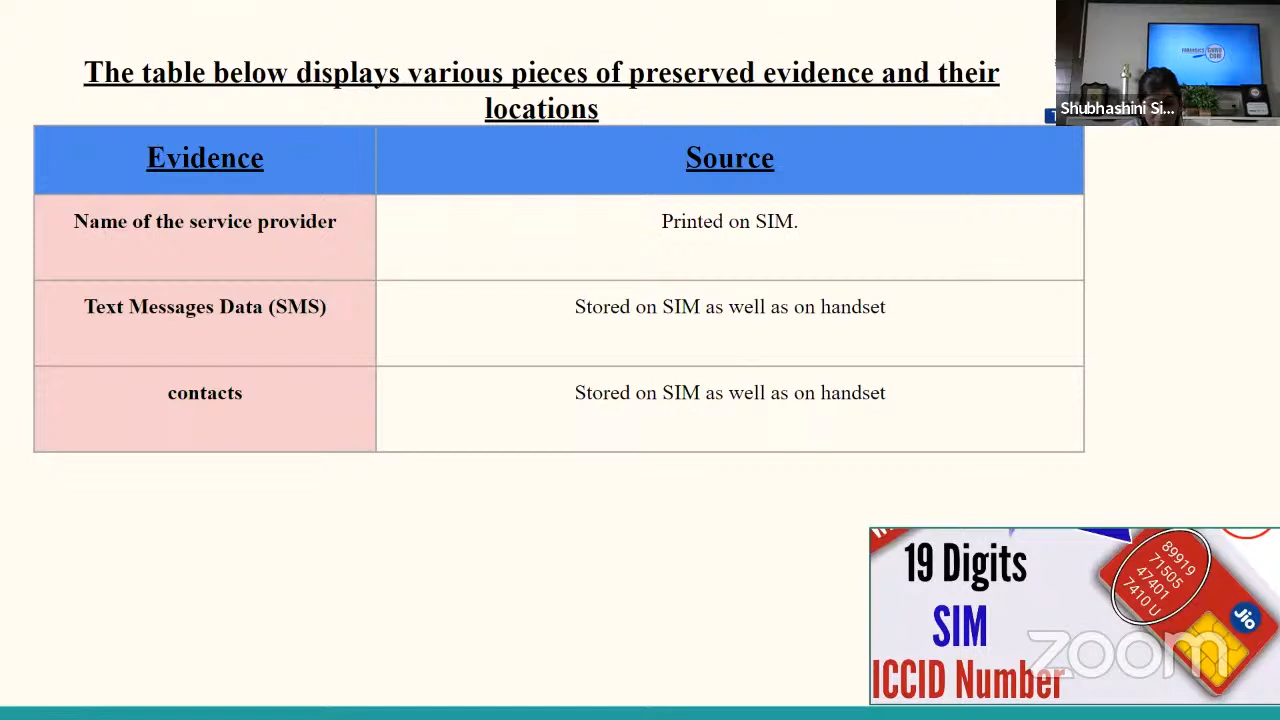 The table below displays various pieces of preserved evidence and their
locations
Evidence
Source
Name of the service provider
Printed on SIM.
Text Messages Data (SMS)
Stored on SIM as well as on handset
contacts
Stored on SIM as well as on handset
Shubhashini Si...
19 Digits
SIM
ICCID Number
89919
71505
47401
7410 U
Jio
zoom